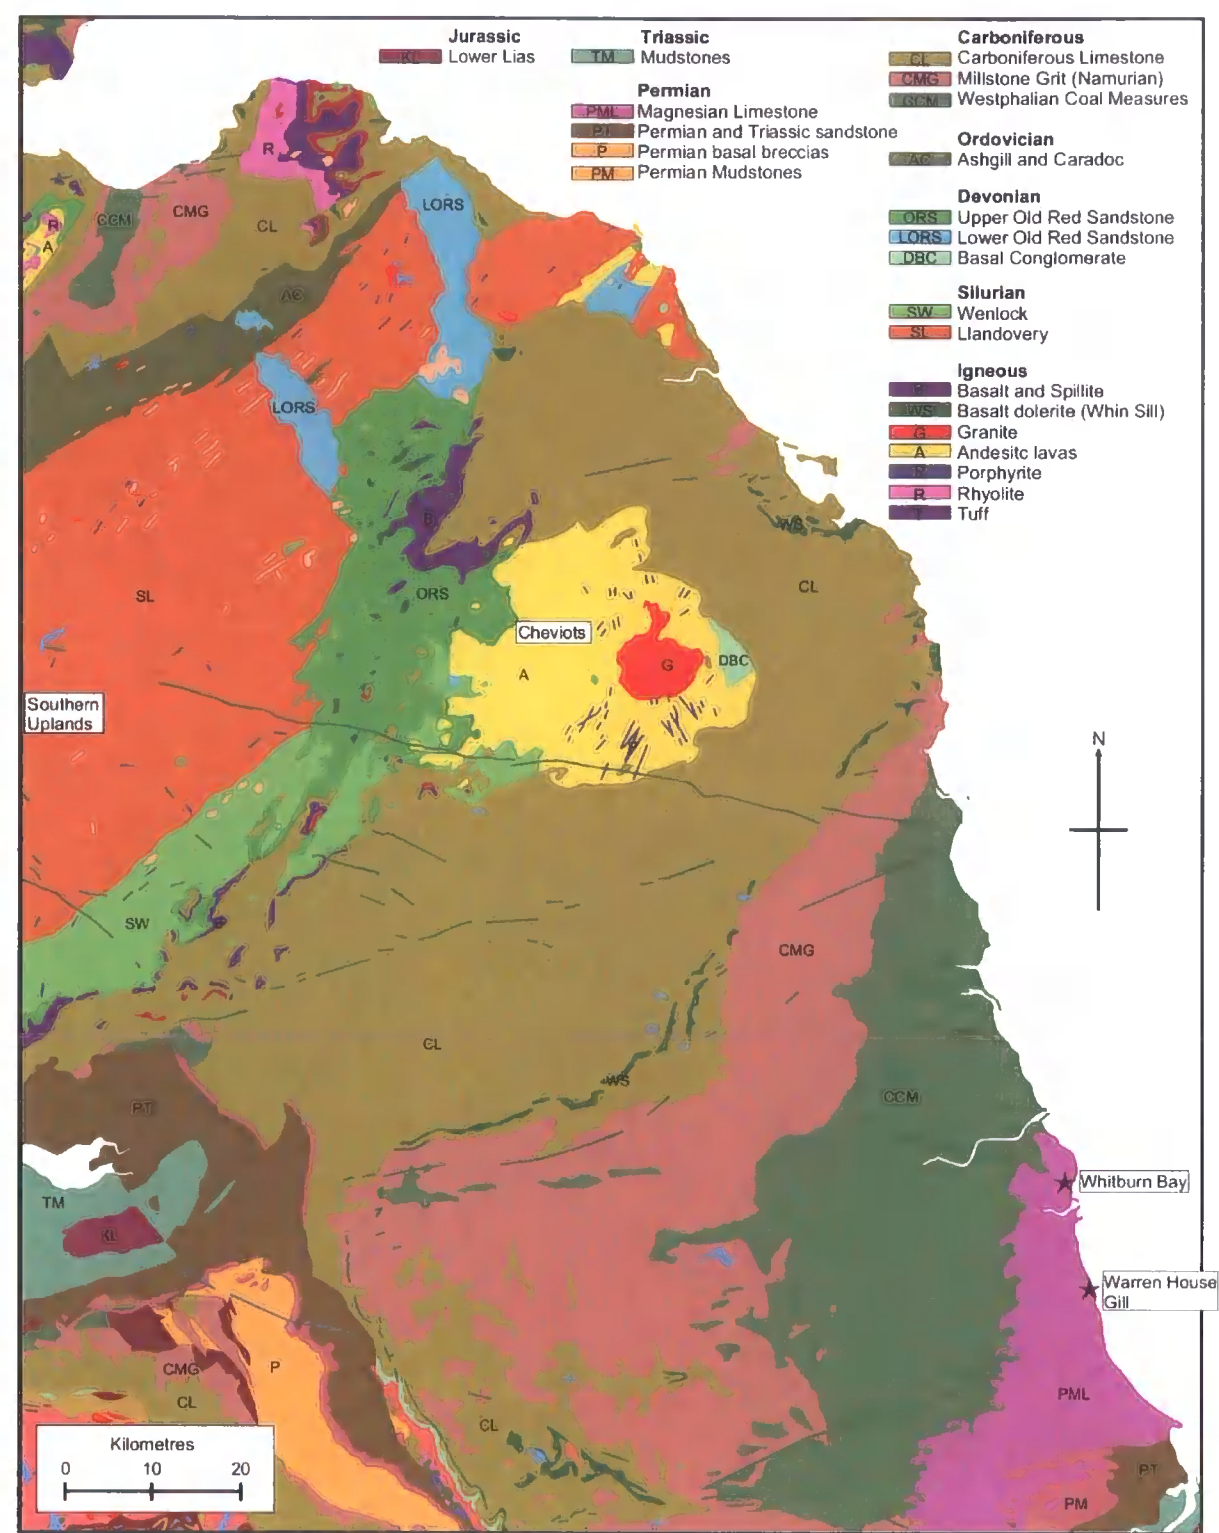 Jurassic
KL Lower Lias
Triassic
TM Mudstones
Permian
PML Magnesian Limestone
PT Permian and Triassic sandstone
P Permian basal breccias
PM Permian Mudstones
Carboniferous
CL Carboniferous Limestone
CMG Millstone Grit (Namurian)
CCM Westphalian Coal Measures
Ordovician
AC Ashgill and Caradoc
Devonian
ORS Upper Old Red Sandstone
LORS Lower Old Red Sandstone
DBC Basal Conglomerate
Silurian
SW Wenlock
SL Llandovery
Igneous
B Basalt and Spillite
WS Basalt dolerite (Whin Sill)
G Granite
A Andesitc lavas
P Porphyrite
R Rhyolite
T Tuff
R
LORS
CCM
CMG
CL
R
A
AC
LORS
B
WS
SL
ORS
CL
Cheviots
DBC
G
A
Southern
Uplands
N
SW
CMG
CL
WS
CCM
PT
Whitburn Bay
TM
KL
Warren House
Gill
CMG
P
CL
PML
CL
Kilometres
0 10 20
PT
PM